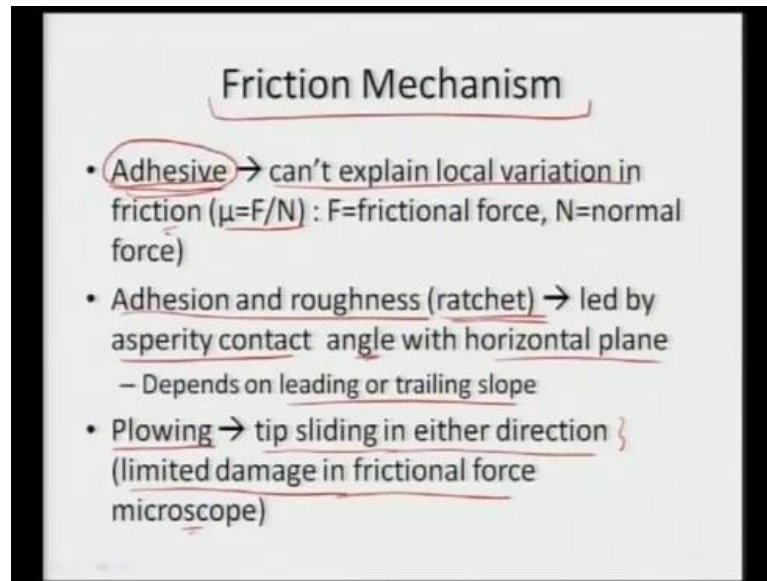 Friction Mechanism
• Adhesive → can't explain local variation in
friction (μ=F/N) : F=frictional force, N=normal
force)
• Adhesion and roughness (ratchet) → led by
asperity contact angle with horizontal plane
– Depends on leading or trailing slope
• Plowing → tip sliding in either direction
(limited damage in frictional force
microscope)